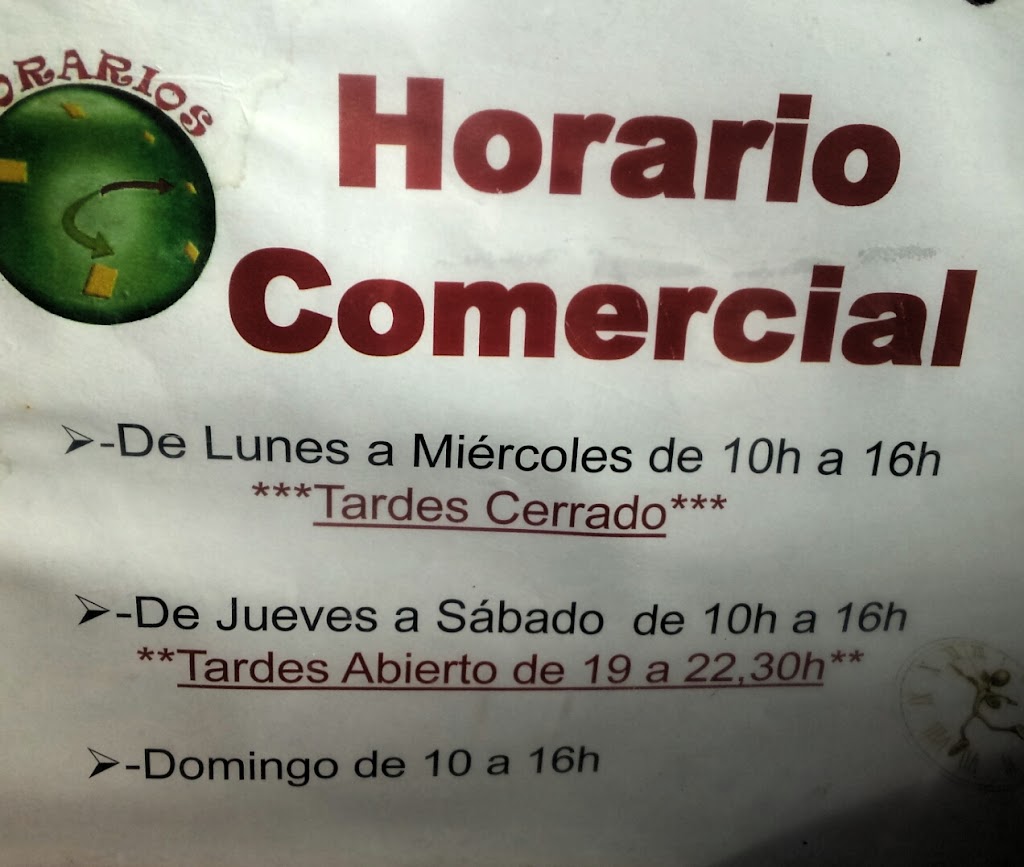 Horario
Comercial
-De Lunes a Miércoles de 10h a 16h
***Tardes Cerrado***
-De Jueves a Sábado de 10h a 16h
**Tardes Abierto de 19 a 22,30h**
-Domingo de 10 a 16h